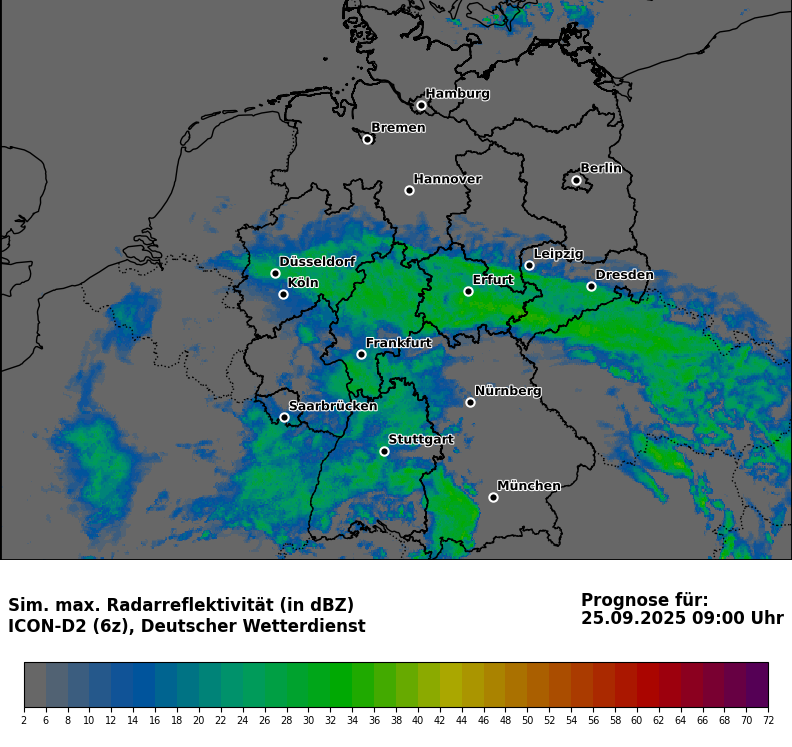 Hamburg
Bremen
Berlin
Hannover
Leipzig
Düsseldorf
Dresden
Köln
Erfurt
Frankfurt
Nürnberg
Saarbrücken
Stuttgart
München
Sim. max. Radarreflektivität (in dBZ)
ICON-D2 (6z), Deutscher Wetterdienst
Prognose für:
25.09.2025 09:00 Uhr
2 6 8 10 12 14 16 18 20 22 24 26 28 30 32 34 36 38 40 42 44 46 48 50 52 54 56 58 60 62 64 66 68 70 72